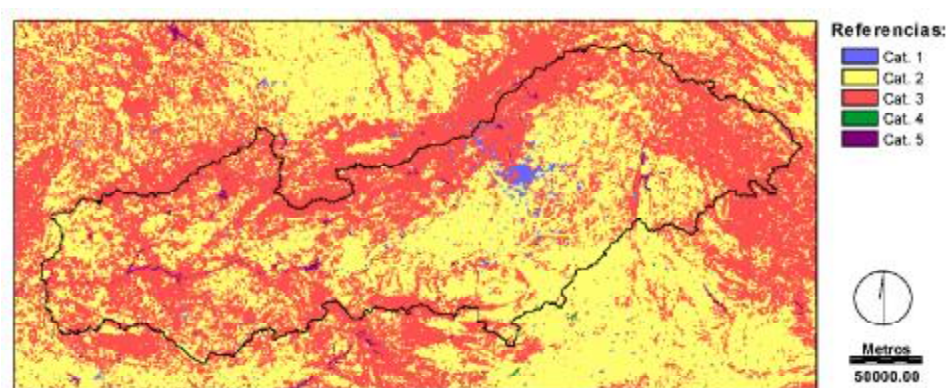 Referencias:
Cat. 1
Cat. 2
Cat. 3
Cat. 4
Cat. 5
Metros
50000.00